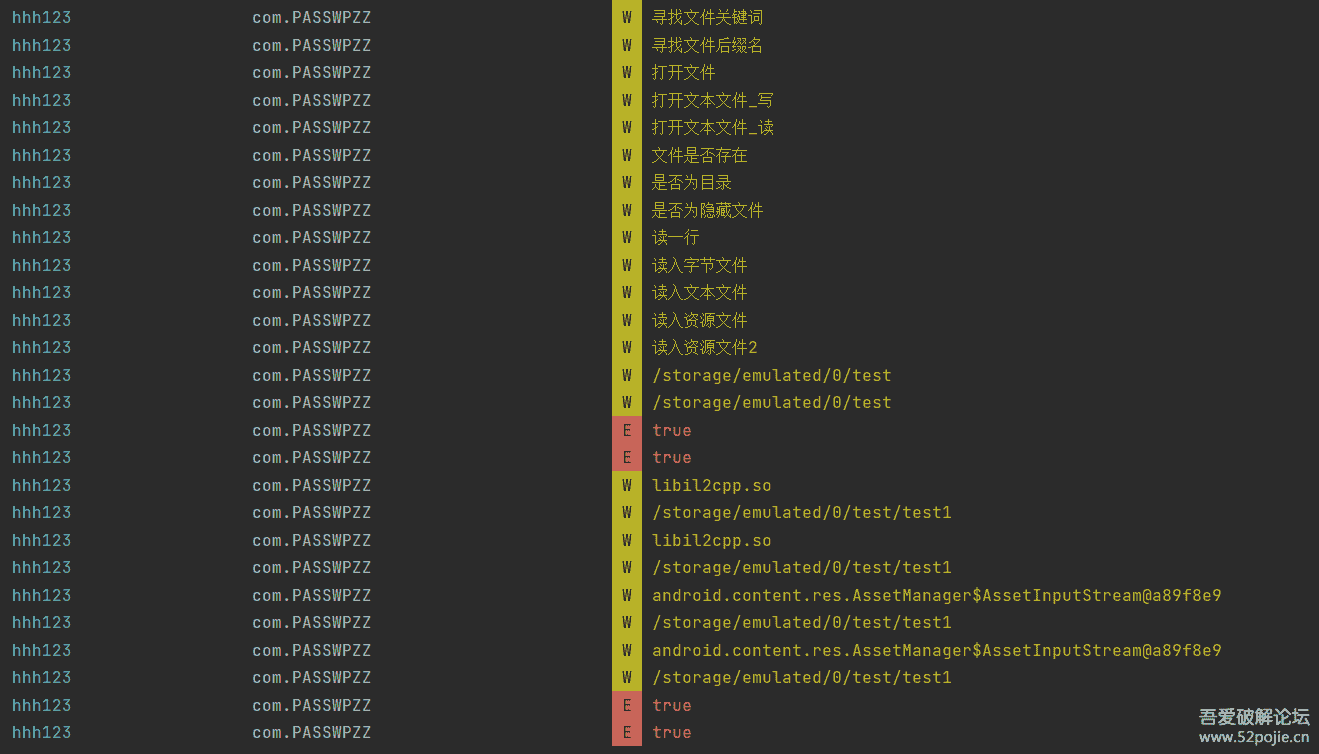 hhh123 com.PASSWPZZ W 寻找文件关键词
hhh123 com.PASSWPZZ W 寻找文件后缀名
hhh123 com.PASSWPZZ W 打开文件
hhh123 com.PASSWPZZ W 打开文本文件_写
hhh123 com.PASSWPZZ W 打开文本文件_读
hhh123 com.PASSWPZZ W 文件是否存在
hhh123 com.PASSWPZZ W 是否为目录
hhh123 com.PASSWPZZ W 是否为隐藏文件
hhh123 com.PASSWPZZ W 读一行
hhh123 com.PASSWPZZ W 读入字节文件
hhh123 com.PASSWPZZ W 读入文本文件
hhh123 com.PASSWPZZ W 读入资源文件
hhh123 com.PASSWPZZ W 读入资源文件2
hhh123 com.PASSWPZZ W /storage/emulated/0/test
hhh123 com.PASSWPZZ W /storage/emulated/0/test
hhh123 com.PASSWPZZ E true
hhh123 com.PASSWPZZ E true
hhh123 com.PASSWPZZ W libil2cpp.so
hhh123 com.PASSWPZZ W /storage/emulated/0/test/test1
hhh123 com.PASSWPZZ W libil2cpp.so
hhh123 com.PASSWPZZ W /storage/emulated/0/test/test1
hhh123 com.PASSWPZZ W android.content.res.AssetManager$AssetInputStream@a89f8e9
hhh123 com.PASSWPZZ W /storage/emulated/0/test/test1
hhh123 com.PASSWPZZ W android.content.res.AssetManager$AssetInputStream@a89f8e9
hhh123 com.PASSWPZZ W /storage/emulated/0/test/test1
hhh123 com.PASSWPZZ E true
hhh123 com.PASSWPZZ E true
吾爱破解论坛
www.52pojie.cn